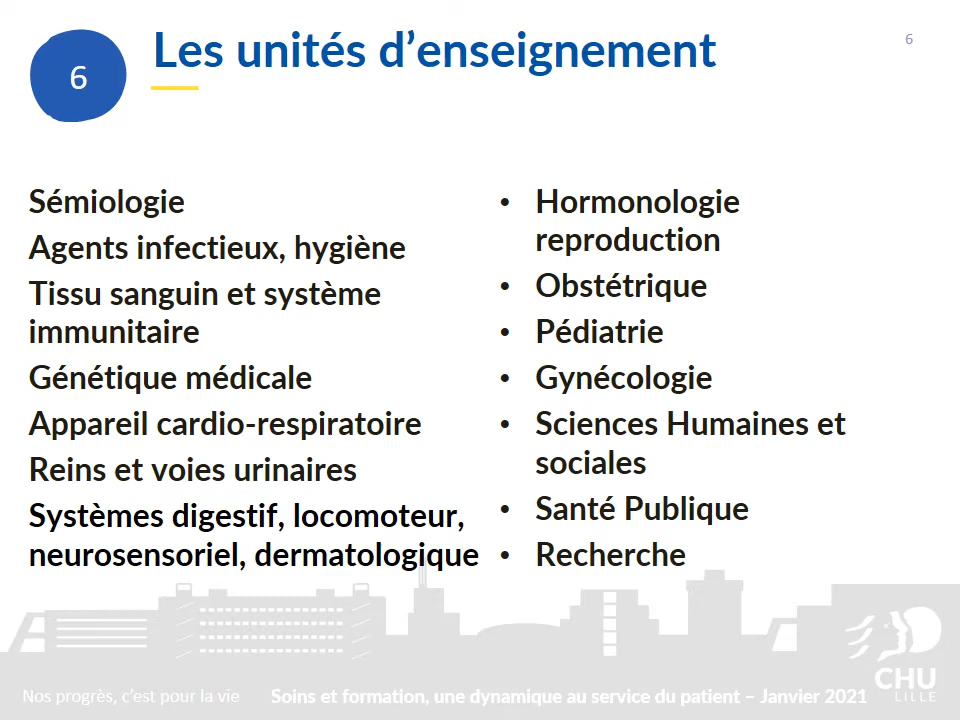 6
Les unités d’enseignement
6
Sémiologie
Agents infectieux, hygiène
Tissu sanguin et système
immunitaire
Génétique médicale
Appareil cardio-respiratoire
Reins et voies urinaires
Systèmes digestif, locomoteur,
neurosensoriel, dermatologique
• Hormonologie
reproduction
• Obstétrique
• Pédiatrie
• Gynécologie
• Sciences Humaines et
sociales
• Santé Publique
• Recherche
Nos progrès, c’est pour la vie
Soins et formation, une dynamique au service du patient – Janvier 2021
CHU
LILLE